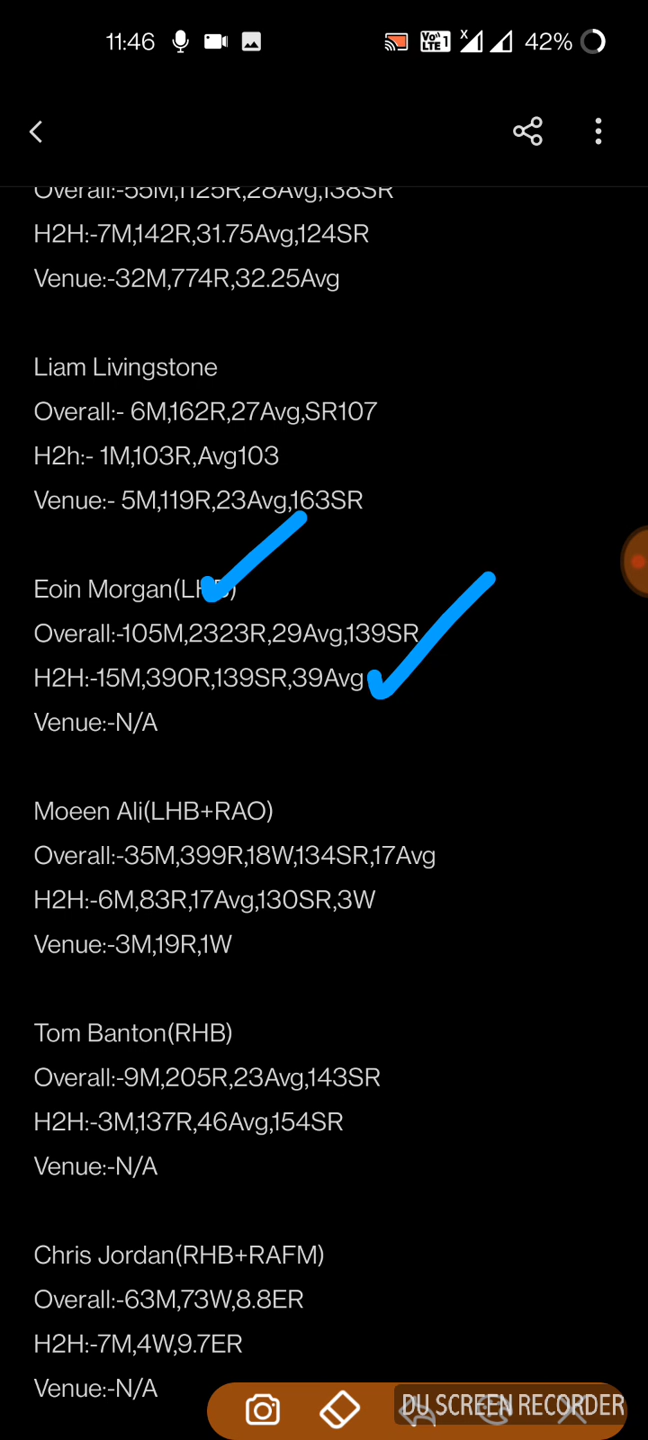 11:46
Vo))
LTE 1
X
42%
Overall:-55M,1125R,28Avg,138SR
H2H:-7M,142R,31.75Avg,124SR
Venue:-32M,774R,32.25Avg
Liam Livingstone
Overall:- 6M,162R,27Avg,SR107
H2h:- 1M,103R,Avg103
Venue:- 5M,119R,23Avg,163SR
Eoin Morgan(LHB)
Overall:-105M,2323R,29Avg,139SR
H2H:-15M,390R,139SR,39Avg
Venue:-N/A
Moeen Ali(LHB+RAO)
Overall:-35M,399R,18W,134SR,17Avg
H2H:-6M,83R,17Avg,130SR,3W
Venue:-3M,19R,1W
Tom Banton(RHB)
Overall:-9M,205R,23Avg,143SR
H2H:-3M,137R,46Avg,154SR
Venue:-N/A
Chris Jordan(RHB+RAFM)
Overall:-63M,73W,8.8ER
H2H:-7M,4W,9.7ER
Venue:-N/A
DU SCREEN RECORDER